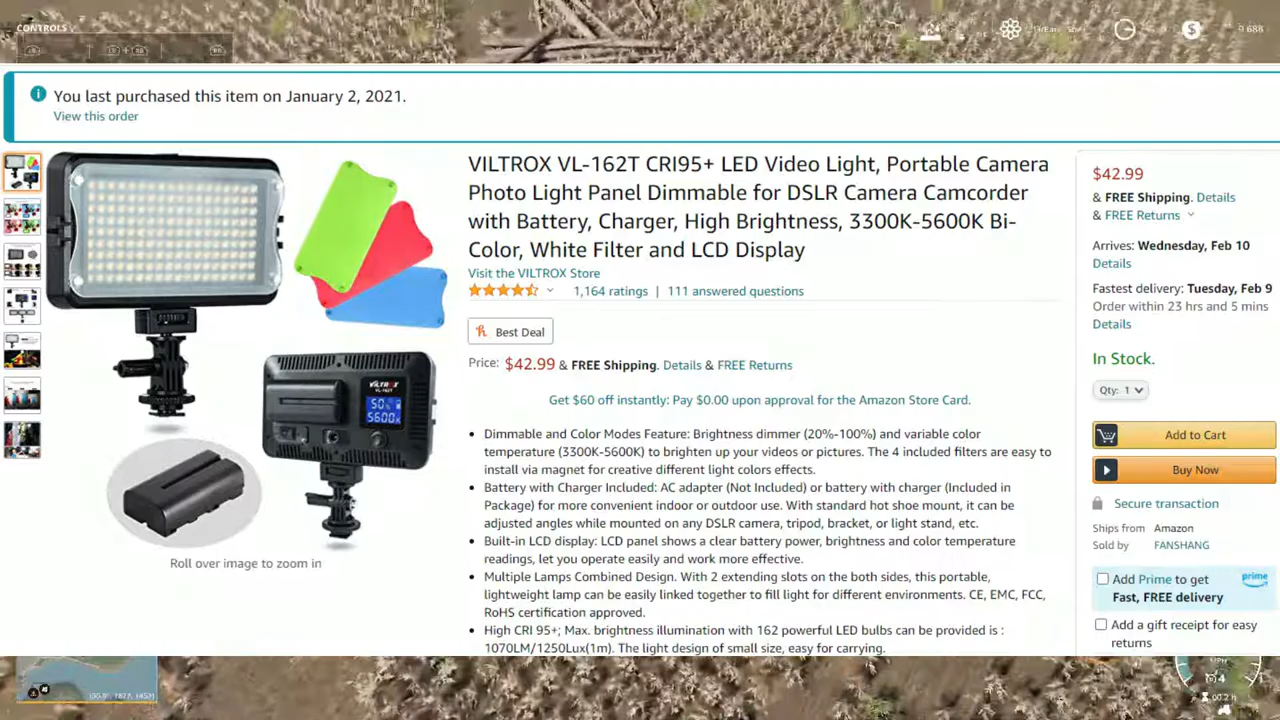 CONTROLS
You last purchased this item on January 2, 2021.
View this order
VILTROX VL-162T CRI95+ LED Video Light, Portable Camera
Photo Light Panel Dimmable for DSLR Camera Camcorder
with Battery, Charger, High Brightness, 3300K-5600K Bi-
Color, White Filter and LCD Display
Visit the VILTROX Store
1,164 ratings | 111 answered questions
Best Deal
Price: $42.99 & FREE Shipping. Details & FREE Returns
Get $60 off instantly: Pay $0.00 upon approval for the Amazon Store Card.
• Dimmable and Color Modes Feature: Brightness dimmer (20%-100%) and variable color
temperature (3300K-5600K) to brighten up your videos or pictures. The 4 included filters are easy to
install via magnet for creative different light colors effects.
• Battery with Charger Included: AC adapter (Not Included) or battery with charger (Included in
Package) for more convenient indoor or outdoor use. With standard hot shoe mount, it can be
adjusted angles while mounted on any DSLR camera, tripod, bracket, or light stand, etc.
• Built-in LCD display: LCD panel shows a clear battery power, brightness and color temperature
readings, let you operate easily and work more effective.
• Multiple Lamps Combined Design. With 2 extending slots on the both sides, this portable,
lightweight lamp can be easily linked together to fill light for different environments. CE, EMC, FCC,
RoHS certification approved.
• High CRI 95+; Max. brightness illumination with 162 powerful LED bulbs can be provided is :
1070LM/1250Lux(1m). The light design of small size, easy for carrying.
VILTROX
VL-162T
50%
5600K
Roll over image to zoom in
$42.99
& FREE Shipping. Details
& FREE Returns
Arrives: Wednesday, Feb 10
Details
Fastest delivery: Tuesday, Feb 9
Order within 23 hrs and 5 mins
Details
In Stock.
Qty: 1
Add to Cart
Buy Now
Secure transaction
Ships from Amazon
Sold by FANSHANG
Add Prime to get
Fast, FREE delivery
prime
Add a gift receipt for easy
returns